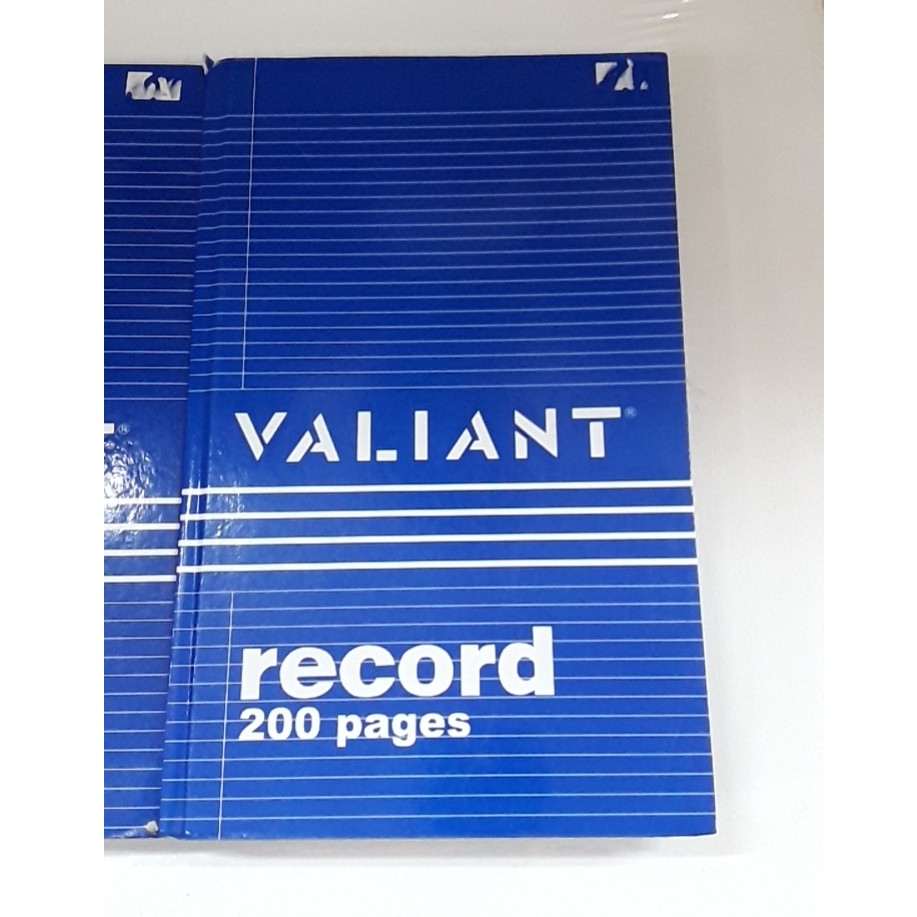 VALIANT®
record
200 pages
®